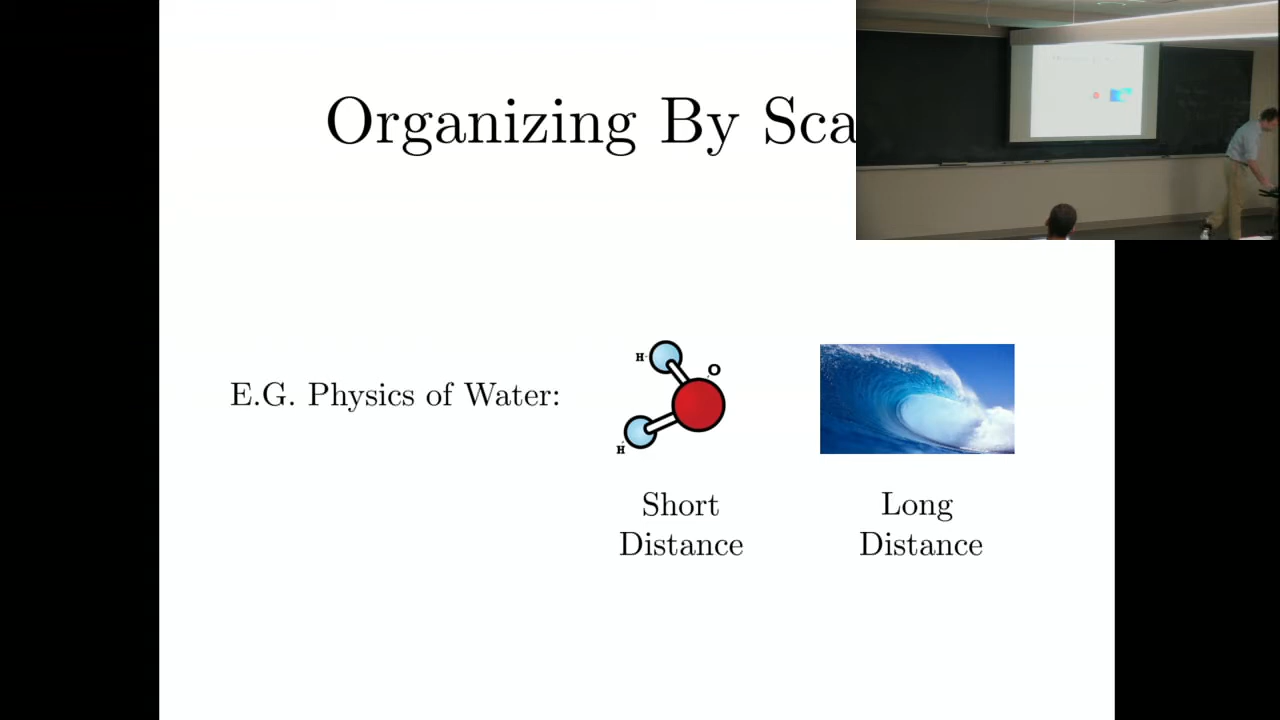 Organizing By Sca
E.G. Physics of Water:
H
O
H
Short
Distance
Long
Distance